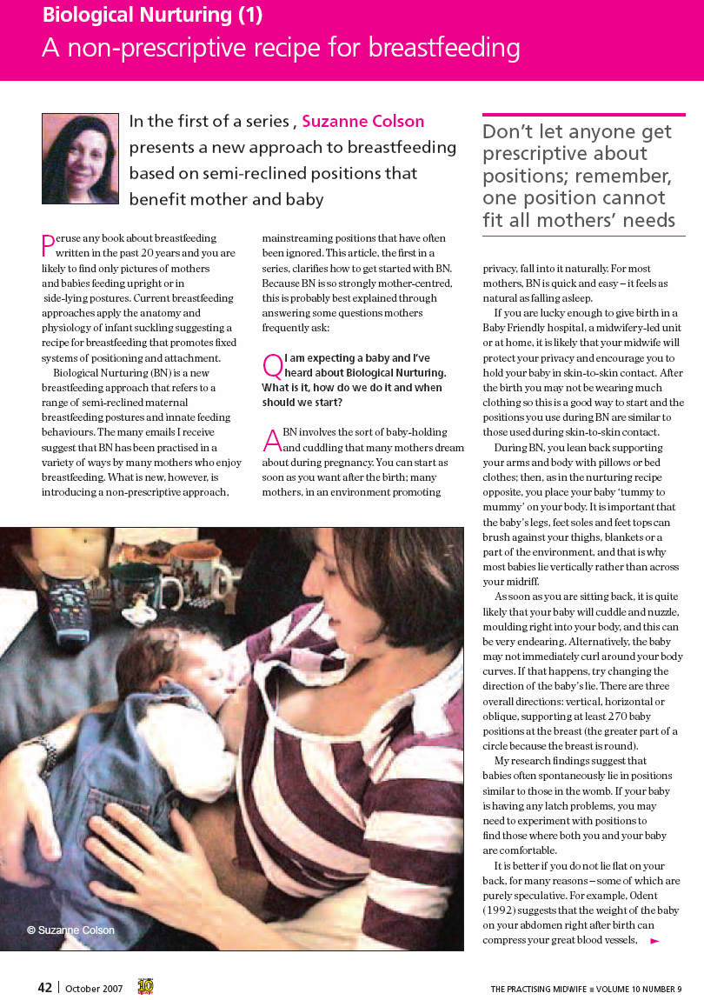 Biological Nurturing (1)
A non-prescriptive recipe for breastfeeding
In the first of a series , Suzanne Colson
presents a new approach to breastfeeding
based on semi-reclined positions that
benefit mother and baby
Don’t let anyone get
prescriptive about
positions; remember,
one position cannot
fit all mothers’ needs
Peruse any book about breastfeeding
written in the past 20 years and you are
likely to find only pictures of mothers
and babies feeding upright or in
side-lying postures. Current breastfeeding
approaches apply the anatomy and
physiology of infant suckling suggesting a
recipe for breastfeeding that promotes fixed
systems of positioning and attachment.
Biological Nurturing (BN) is a new
breastfeeding approach that refers to a
range of semi-reclined maternal
breastfeeding postures and innate feeding
behaviours. The many emails I receive
suggest that BN has been practised in a
variety of ways by many mothers who enjoy
breastfeeding. What is new, however, is
introducing a non-prescriptive approach,
mainstreaming positions that have often
been ignored. This article, the first in a
series, clarifies how to get started with BN.
Because BN is so strongly mother-centred,
this is probably best explained through
answering some questions mothers
frequently ask:
Q I am expecting a baby and I’ve
heard about Biological Nurturing.
What is it, how do we do it and when
should we start?
A BN involves the sort of baby-holding
and cuddling that many mothers dream
about during pregnancy. You can start as
soon as you want after the birth; many
mothers, in an environment promoting
privacy, fall into it naturally. For most
mothers, BN is quick and easy – it feels as
natural as falling asleep.
If you are lucky enough to give birth in a
Baby Friendly hospital, a midwifery-led unit
or at home, it is likely that your midwife will
protect your privacy and encourage you to
hold your baby in skin-to-skin contact. After
the birth you may not be wearing much
clothing so this is a good way to start and the
positions you use during BN are similar to
those used during skin-to-skin contact.
During BN, you lean back supporting
your arms and body with pillows or bed
clothes; then, as in the nurturing recipe
opposite, you place your baby ‘tummy to
mummy’ on your body. It is important that
the baby’s legs, feet soles and feet tops can
brush against your thighs, blankets or a
part of the environment, and that is why
most babies lie vertically rather than across
your midriff.
As soon as you are sitting back, it is quite
likely that your baby will cuddle and nuzzle,
moulding right into your body, and this can
be very endearing. Alternatively, the baby
may not immediately curl around your body
curves. If that happens, try changing the
direction of the baby’s lie. There are three
overall directions: vertical, horizontal or
oblique, supporting at least 270 baby
positions at the breast (the greater part of a
circle because the breast is round).
My research findings suggest that
babies often spontaneously lie in positions
similar to those in the womb. If your baby
is having any latch problems, you may
need to experiment with positions to
find those where both you and your baby
are comfortable.
It is better if you do not lie flat on your
back, for many reasons – some of which are
purely speculative. For example, Odent
(1992) suggests that the weight of the baby
on your abdomen right after birth can
compress your great blood vessels, ►
© Suzanne Colson
42 | October 2007
10
THE PRACTISING MIDWIFE ■ VOLUME 10 NUMBER 9